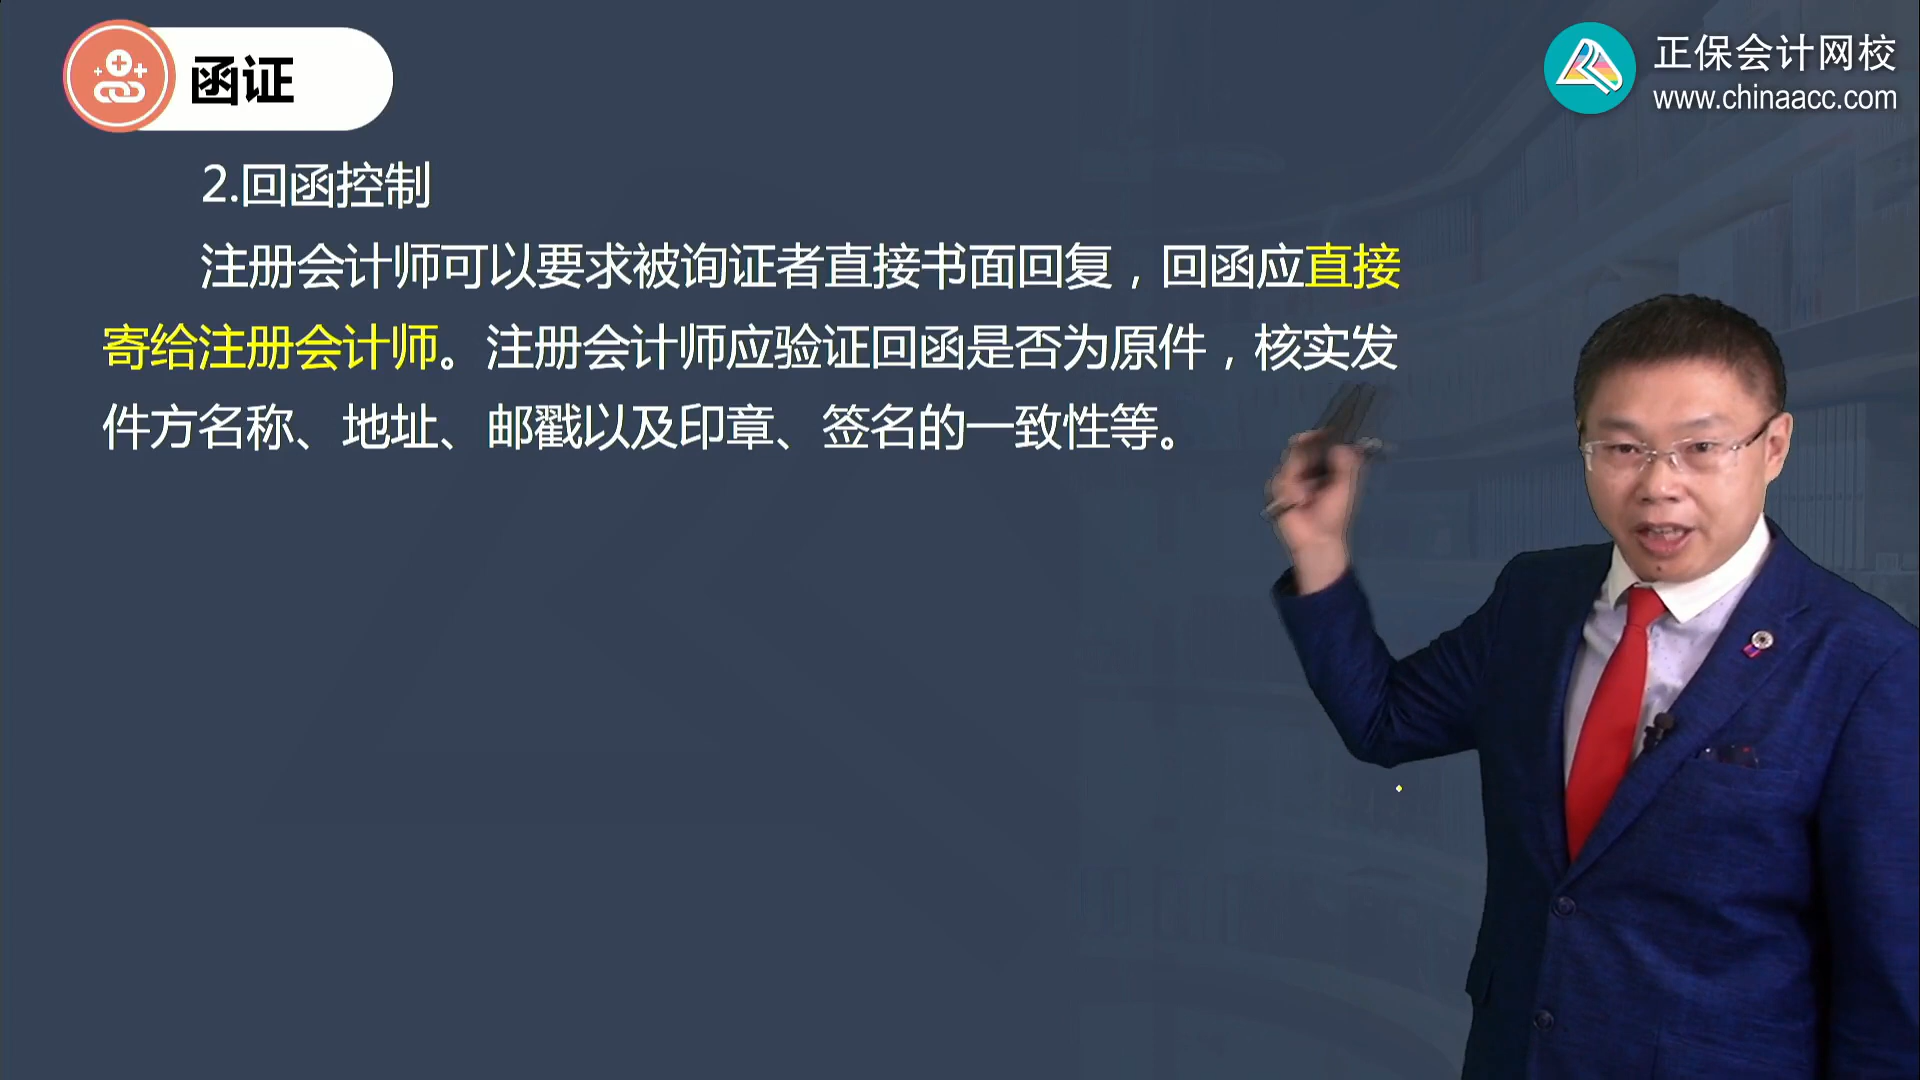 函证
正保会计网校
www.chinaacc.com
2.回函控制
注册会计师可以要求被询证者直接书面回复，回函应直接
寄给注册会计师。注册会计师应验证回函是否为原件，核实发
件方名称、地址、邮戳以及印章、签名的一致性等。